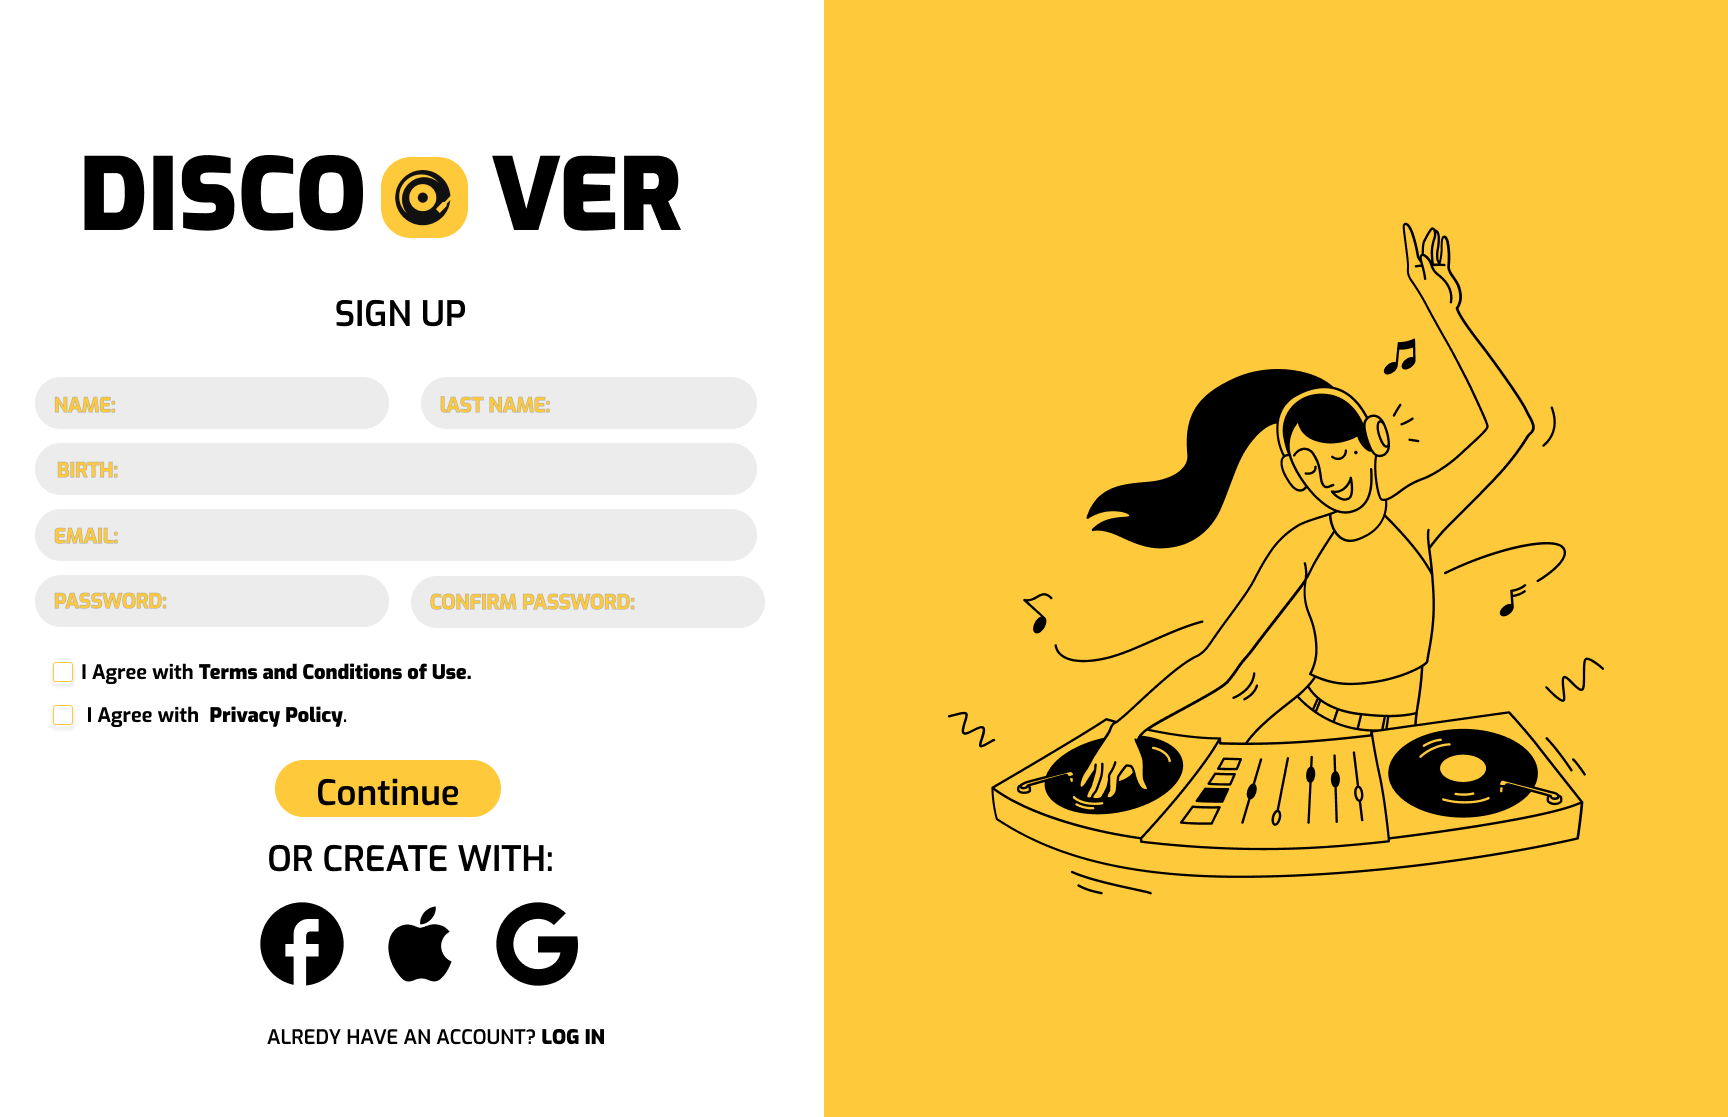 DISCO VER
SIGN UP
NAME:
lAST NAME:
BIRTH:
EMAIL:
PASSWORD:
CONFIRM PASSWORD:
I Agree with Terms and Conditions of Use.
I Agree with Privacy Policy.
Continue
OR CREATE WITH:
ALREDY HAVE AN ACCOUNT? LOG IN